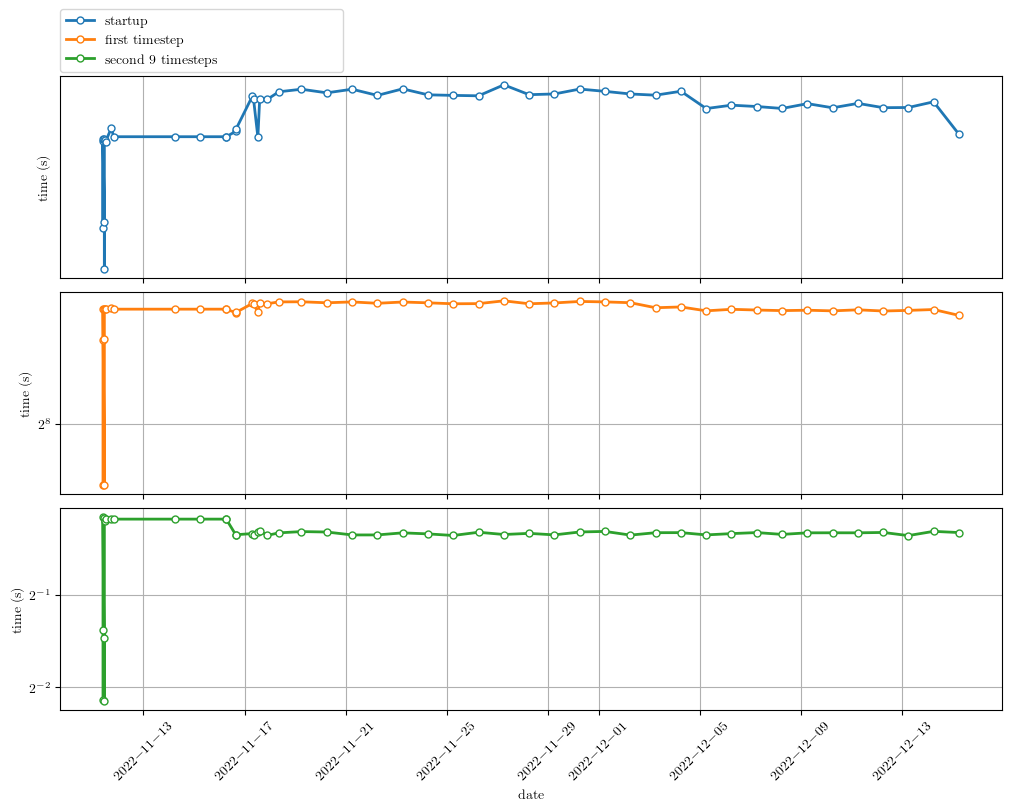 startup
first timestep
second 9 timesteps
time (s)
time (s)
2⁸
time (s)
2⁻¹
2⁻²
2022−11−13
2022−11−17
2022−11−21
2022−11−25
2022−11−29
2022−12−01
2022−12−05
2022−12−09
2022−12−13
date